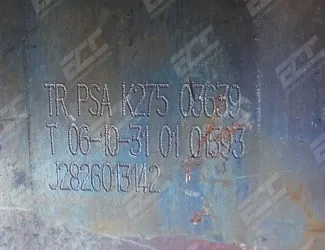 TR PSA K275 03639
T 06-10-31 01 01393
J2826013142